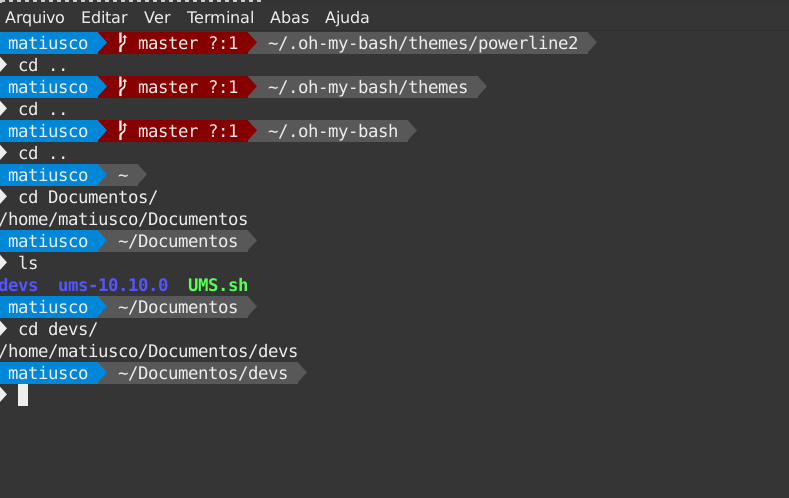 Arquivo Editar Ver Terminal Abas Ajuda
matiusco master ?:1 ~/.oh-my-bash/themes/powerline2
cd ..
matiusco master ?:1 ~/.oh-my-bash/themes
cd ..
matiusco master ?:1 ~/.oh-my-bash
cd ..
matiusco ~
cd Documentos/
/home/matiusco/Documentos
matiusco ~/Documentos
ls
devs ums-10.10.0 UMS.sh
matiusco ~/Documentos
cd devs/
/home/matiusco/Documentos/devs
matiusco ~/Documentos/devs